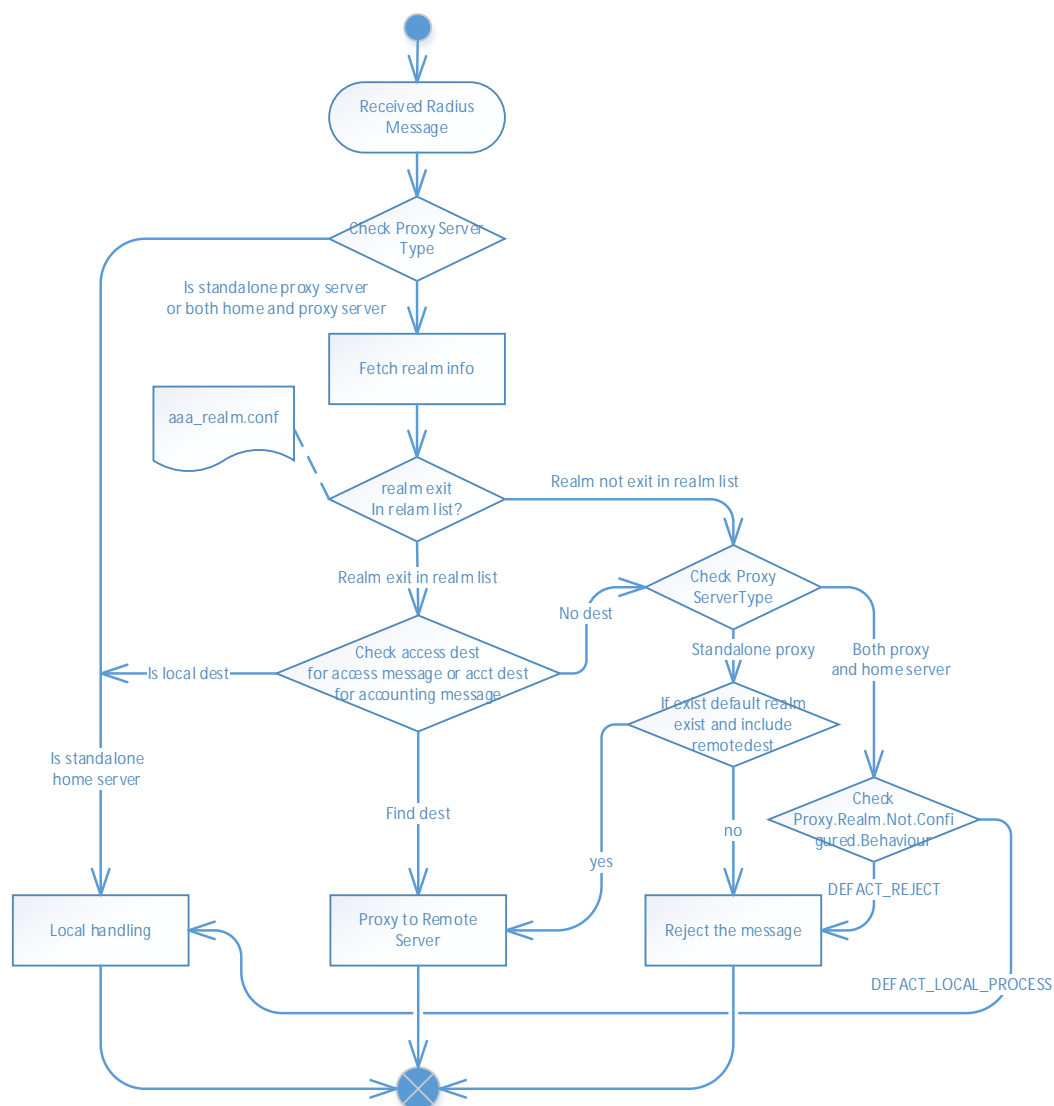 Received Radius
Message
Check Proxy Server
Type
Is standalone proxy server
or both home and proxy server
Fetch realm info
aaa_realm.conf
realm exit
In relam list?
Realm not exit in realm list
Realm exit in realm list
Check Proxy
ServerType
No dest
Check access dest
for access message or acct dest
for accounting message
Is local dest
Standalone proxy
Both proxy
and home server
If exist default realm
exist and include
remotedest
Is standalone
home server
Find dest
Check
Proxy.Realm.Not.Confi
gured.Behaviour
no
yes
DEFACT_REJECT
Local handling
Proxy to Remote
Server
Reject the message
DEFACT_LOCAL_PROCESS